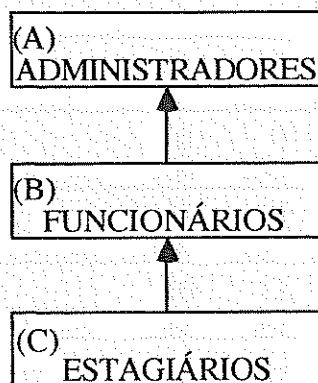 (A)
ADMINISTRADORES
(B)
FUNCIONÁRIOS
(C)
ESTAGIÁRIOS